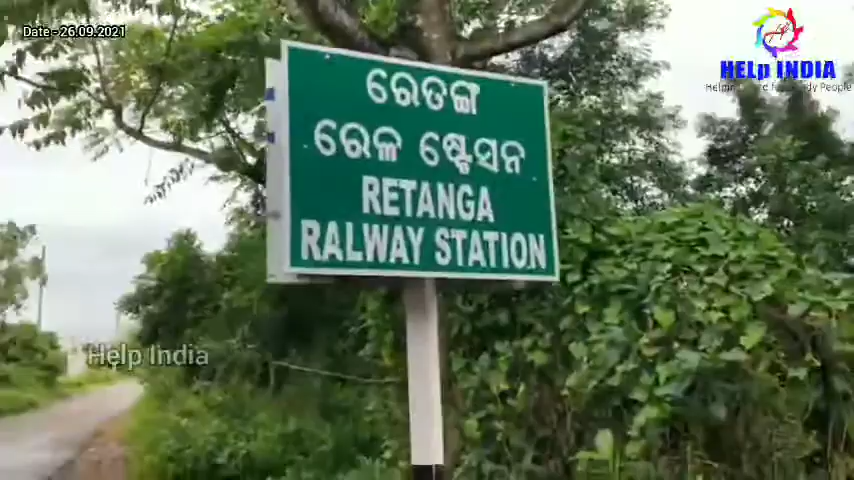 Date:- 26.09.2021
HELp INDIA
ରେତଙ୍ଗ
ରେଳ ଷ୍ଟେସନ
RETANGA
RALWAY STATION
Help India